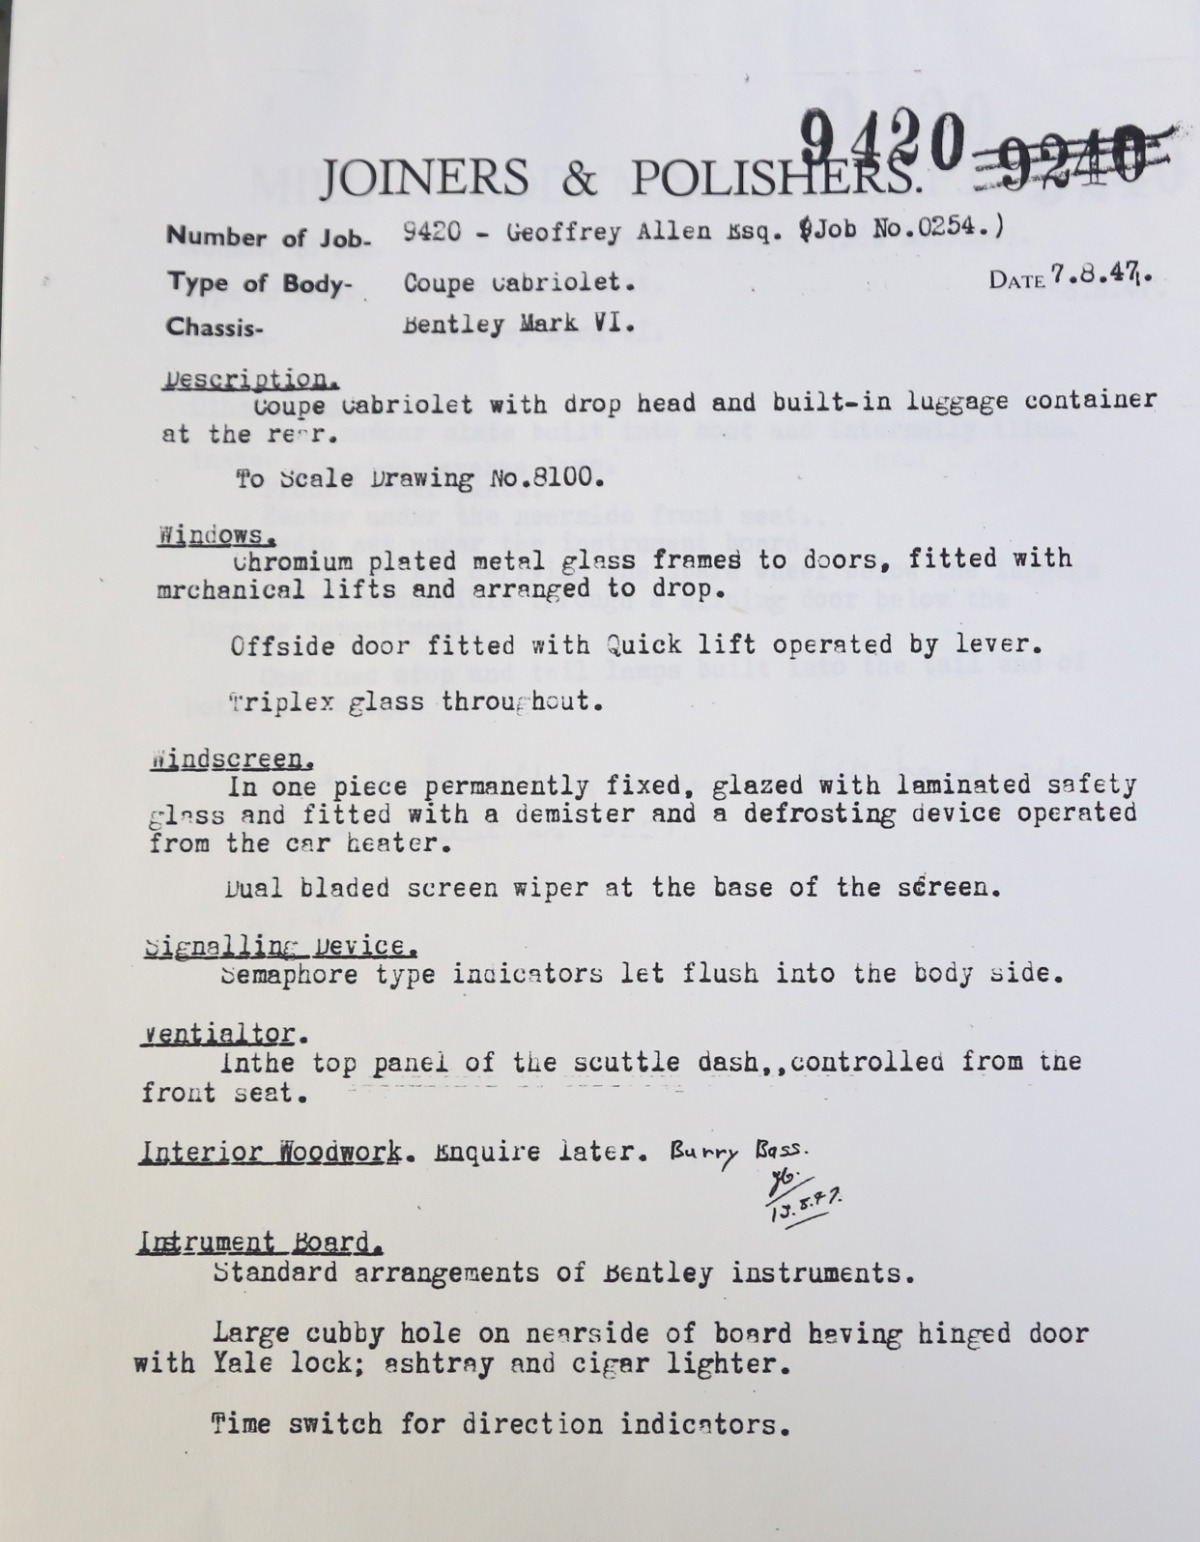 9420 9240
JOINERS & POLISHERS.
Number of Job- 9420 - Geoffrey Allen Esq. (Job No.0254.)
Type of Body- Coupe Cabriolet. DATE 7.8.47.
Chassis- Bentley Mark VI.
Description.
Coupe Cabriolet with drop head and built-in luggage container
at the rear.
To Scale Drawing No.8100.
Windows.
Chromium plated metal glass frames to doors, fitted with
mrchanical lifts and arranged to drop.
Offside door fitted with Quick lift operated by lever.
Triplex glass throughout.
Windscreen.
In one piece permanently fixed, glazed with laminated safety
glass and fitted with a demister and a defrosting device operated
from the car heater.
Dual bladed screen wiper at the base of the screen.
Signalling Device.
Semaphore type indicators let flush into the body side.
Ventialtor.
Inthe top panel of the scuttle dash,,controlled from the
front seat.
Interior Woodwork. Enquire later. Burry Bass.
13.8.47.
Intrument Board.
Standard arrangements of Bentley instruments.
Large cubby hole on nearside of board having hinged door
with Yale lock; ashtray and cigar lighter.
Time switch for direction indicators.